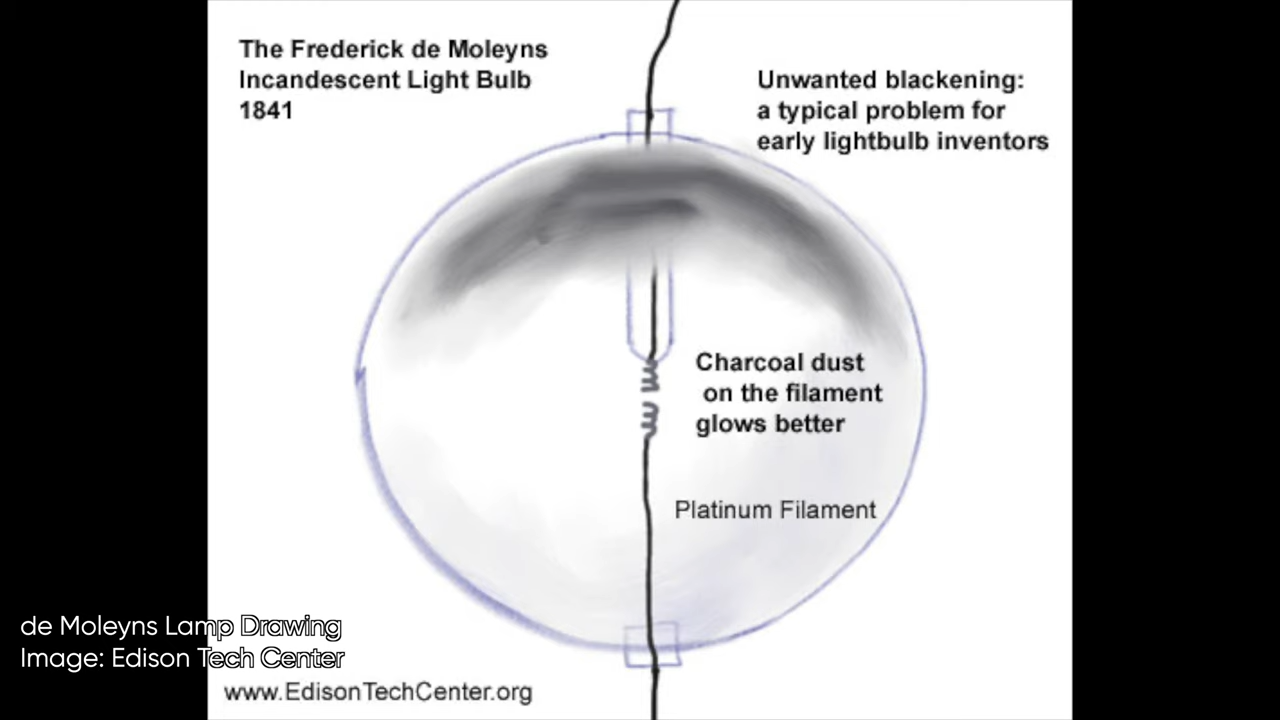 The Frederick de Moleyns
Incandescent Light Bulb
1841
Unwanted blackening:
a typical problem for
early lightbulb inventors
Charcoal dust
on the filament
glows better
Platinum Filament
de Moleyns Lamp Drawing
Image: Edison Tech Center
www.EdisonTechCenter.org